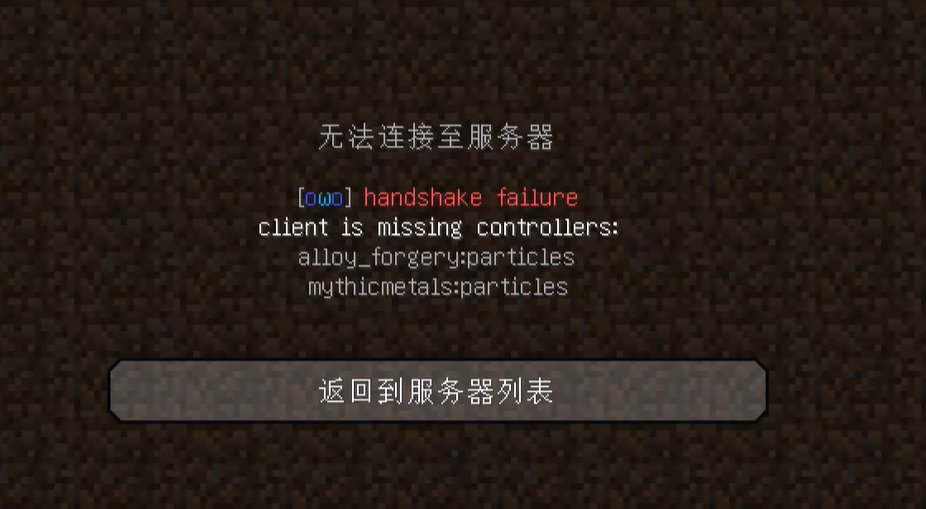 无法连接至服务器
[owo] handshake failure
client is missing controllers:
alloy_forgery:particles
mythicmetals:particles
返回到服务器列表